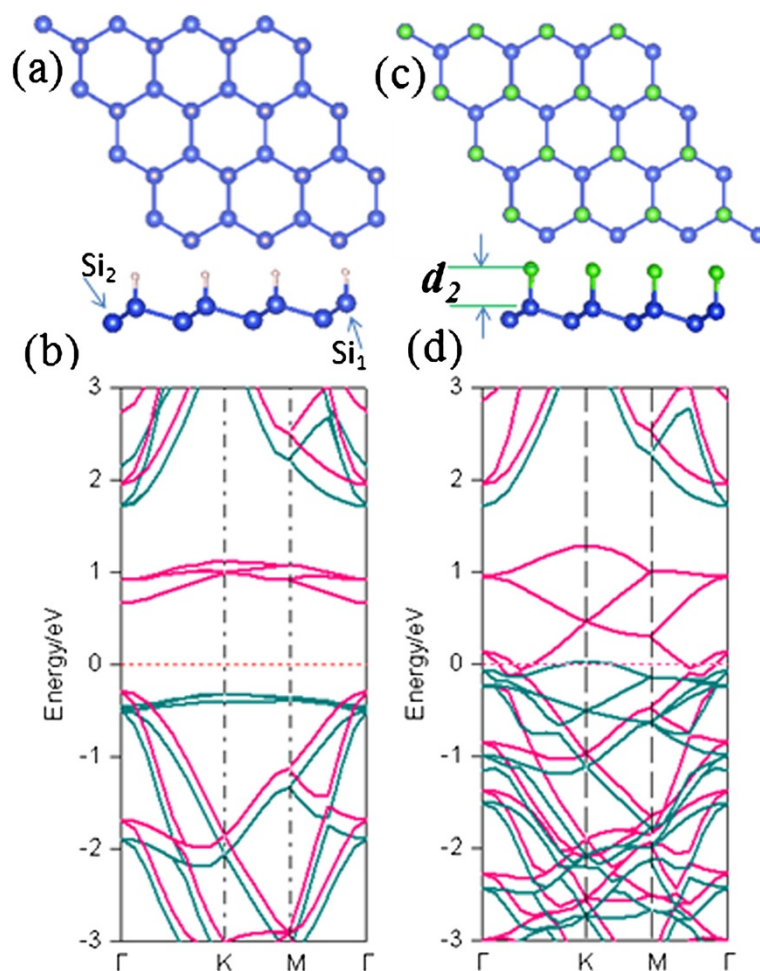 (a)
(c)
Si2
Si1
d2
(b)
(d)
3
2
1
0
-1
-2
-3
Energy/eV
Γ K M Γ
3
2
1
0
-1
-2
-3
Energy/eV
Γ K M Γ